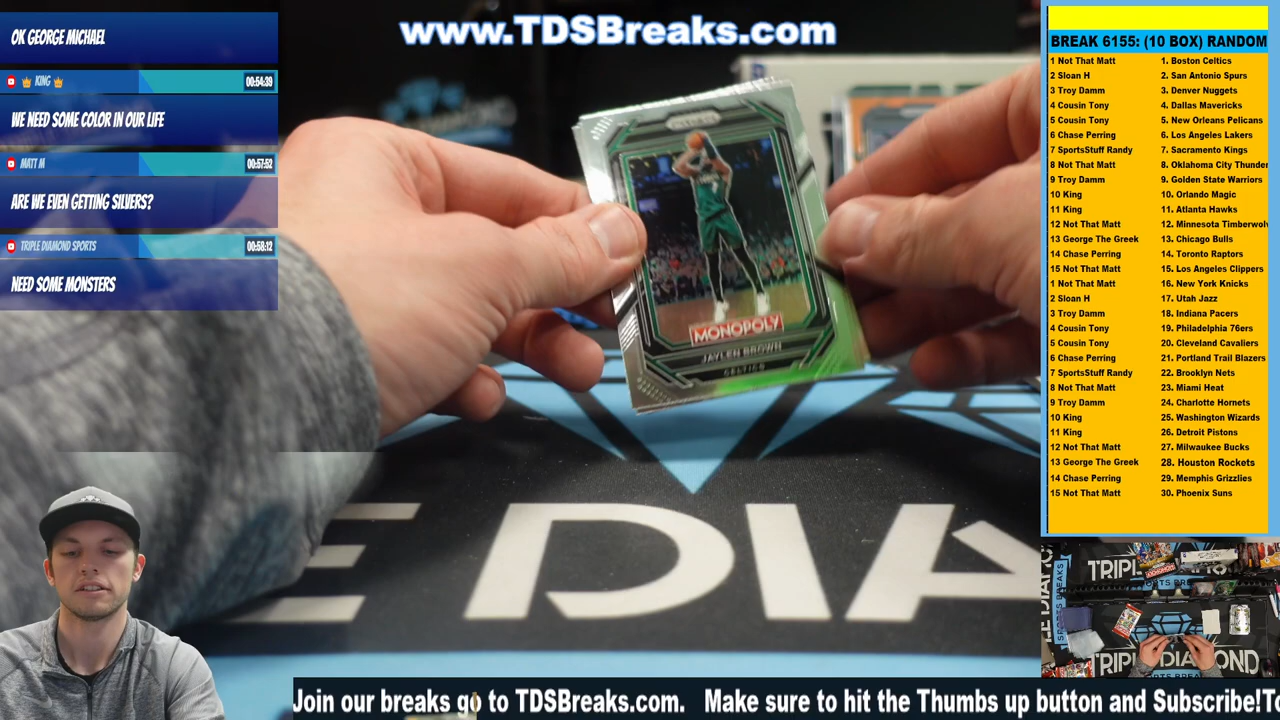 www.TDSBreaks.com
OK GEORGE MICHAEL
KING
00:54:39
WE NEED SOME COLOR IN OUR LIFE
MATT M
00:57:52
ARE WE EVEN GETTING SILVERS?
TRIPLE DIAMOND SPORTS
00:58:12
NEED SOME MONSTERS
MONOPOLY
JAYLEN BROWN
CELTICS
E DIA
BREAK 6155: (10 BOX) RANDOM
1 Not That Matt 1. Boston Celtics
2 Sloan H 2. San Antonio Spurs
3 Troy Damm 3. Denver Nuggets
4 Cousin Tony 4. Dallas Mavericks
5 Cousin Tony 5. New Orleans Pelicans
6 Chase Perring 6. Los Angeles Lakers
7 SportsStuff Randy 7. Sacramento Kings
8 Not That Matt 8. Oklahoma City Thunder
9 Troy Damm 9. Golden State Warriors
10 King 10. Orlando Magic
11 King 11. Atlanta Hawks
12 Not That Matt 12. Minnesota Timberwolv
13 George The Greek 13. Chicago Bulls
14 Chase Perring 14. Toronto Raptors
15 Not That Matt 15. Los Angeles Clippers
1 Not That Matt 16. New York Knicks
2 Sloan H 17. Utah Jazz
3 Troy Damm 18. Indiana Pacers
4 Cousin Tony 19. Philadelphia 76ers
5 Cousin Tony 20. Cleveland Cavaliers
6 Chase Perring 21. Portland Trail Blazers
7 SportsStuff Randy 22. Brooklyn Nets
8 Not That Matt 23. Miami Heat
9 Troy Damm 24. Charlotte Hornets
10 King 25. Washington Wizards
11 King 26. Detroit Pistons
12 Not That Matt 27. Milwaukee Bucks
13 George The Greek 28. Houston Rockets
14 Chase Perring 29. Memphis Grizzlies
15 Not That Matt 30. Phoenix Suns
TRIPLE DIAMOND
Join our breaks go to TDSBreaks.com. Make sure to hit the Thumbs up button and Subscribe!To